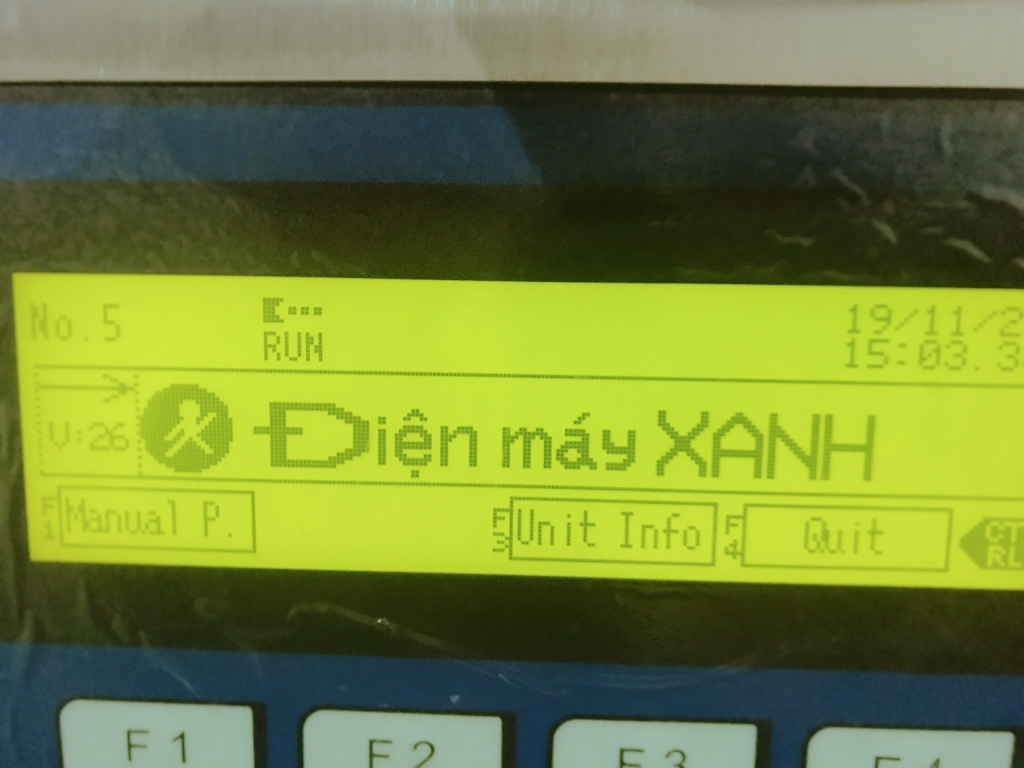 No.5
RUN
19/11/2
15:03.3
V:26
Điện máy XANH
F1 Manual P.
F3 Unit Info
F4 Quit
CT
RL
F1 F2 F3 F4